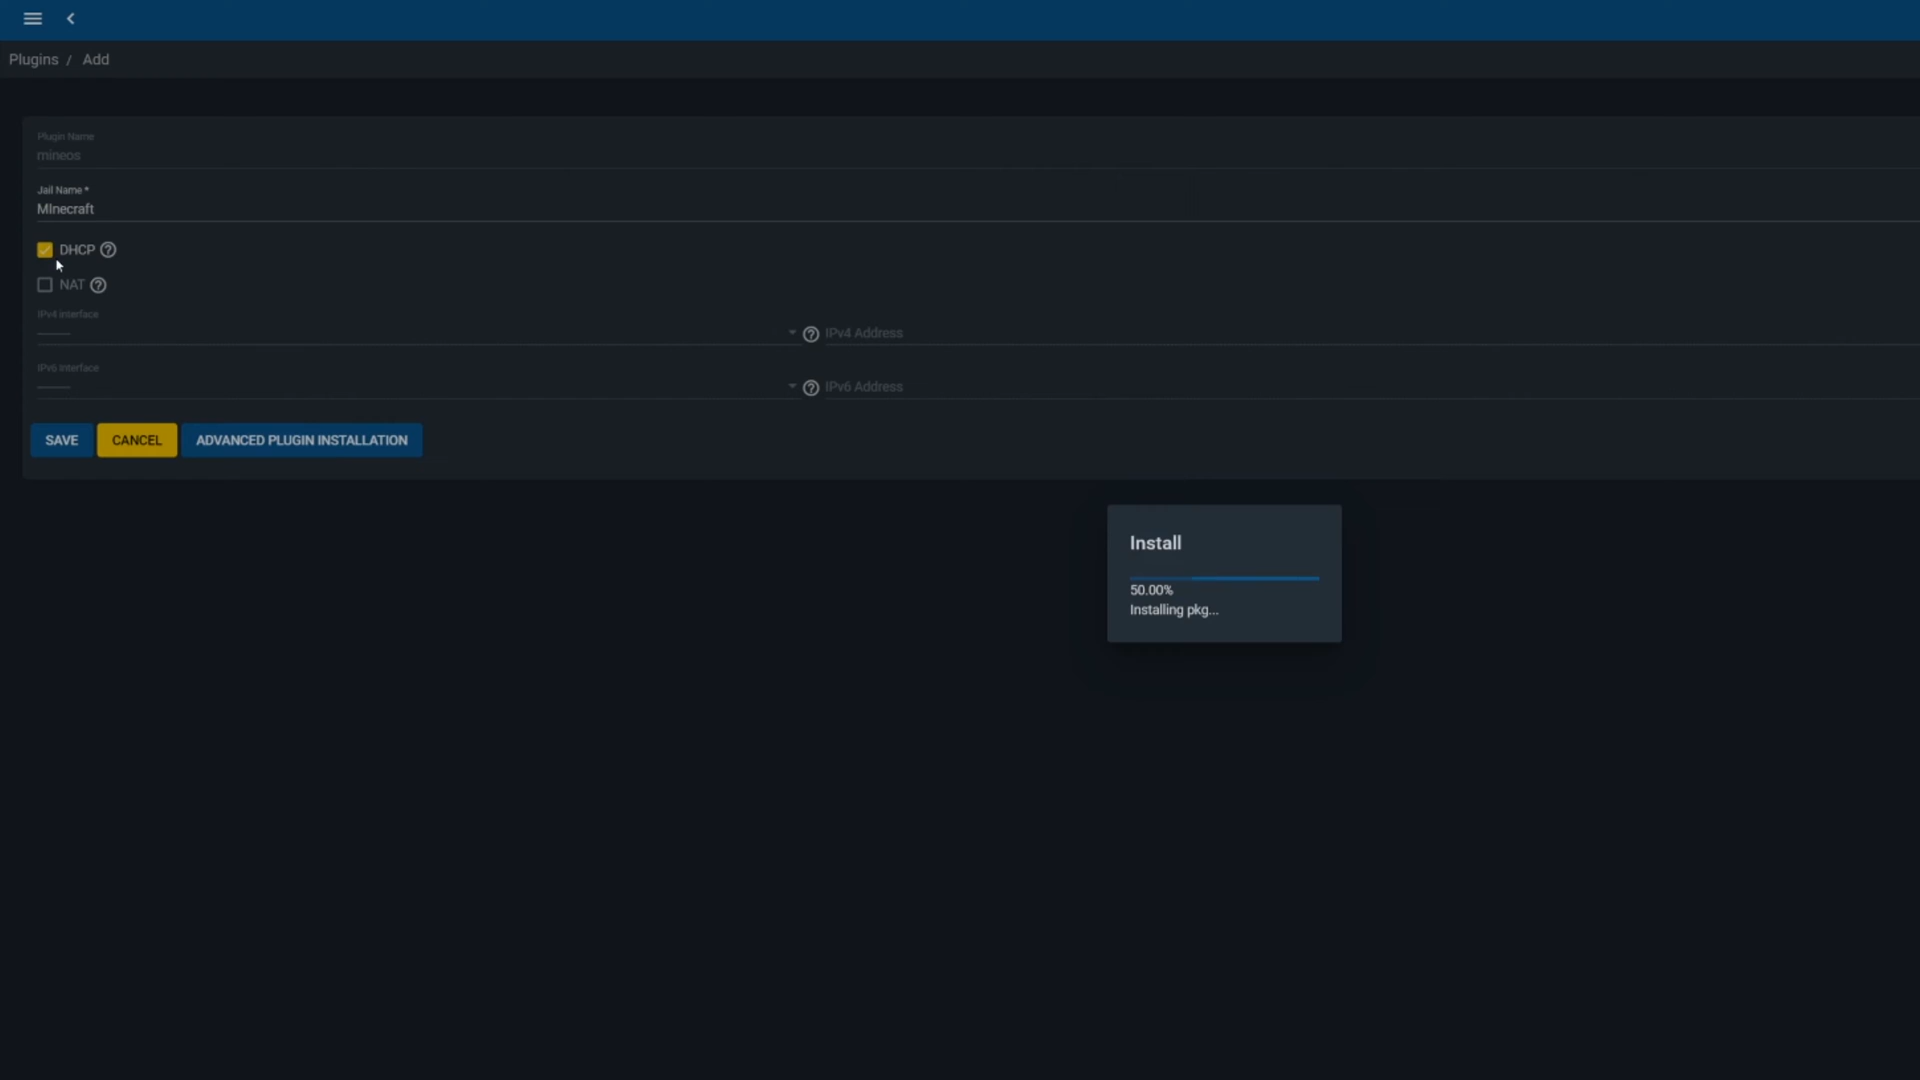 Plugins / Add
Plugin Name
mineos
Jail Name *
MInecraft
DHCP
NAT
IPv4 Interface
IPv4 Address
IPv6 Interface
IPv6 Address
SAVE CANCEL ADVANCED PLUGIN INSTALLATION
Install
50.00%
Installing pkg...